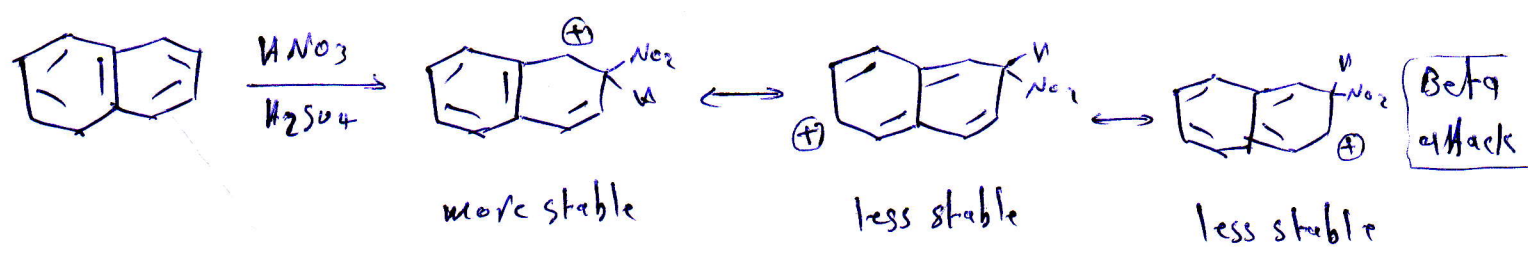 HNO3
H2SO4
⊕
NO2
H
more stable
H
NO2
⊕
less stable
H
NO2
⊕
less stable
Beta
attack